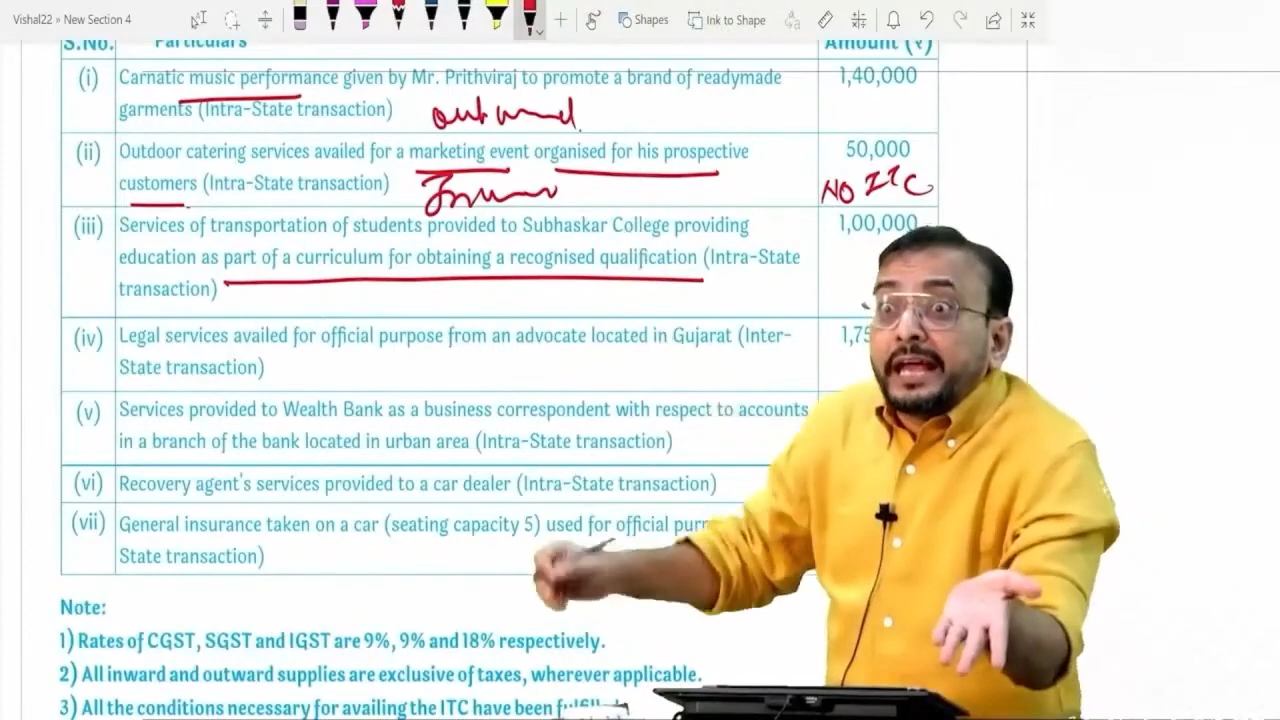 Vishal22 » New Section 4
Shapes
Ink to Shape
S.No. Particulars Amount (₹)
(i) Carnatic music performance given by Mr. Prithviraj to promote a brand of readymade 1,40,000
garments (Intra-State transaction) outward
(ii) Outdoor catering services availed for a marketing event organised for his prospective 50,000
customers (Intra-State transaction) NO ITC
(iii) Services of transportation of students provided to Subhaskar College providing 1,00,000
education as part of a curriculum for obtaining a recognised qualification (Intra-State
transaction)
(iv) Legal services availed for official purpose from an advocate located in Gujarat (Inter- 1,75
State transaction)
(v) Services provided to Wealth Bank as a business correspondent with respect to accounts
in a branch of the bank located in urban area (Intra-State transaction)
(vi) Recovery agent's services provided to a car dealer (Intra-State transaction)
(vii) General insurance taken on a car (seating capacity 5) used for official
State transaction)
Note:
1) Rates of CGST, SGST and IGST are 9%, 9% and 18% respectively.
2) All inward and outward supplies are exclusive of taxes, wherever applicable.
3) All the conditions necessary for availing the ITC have been